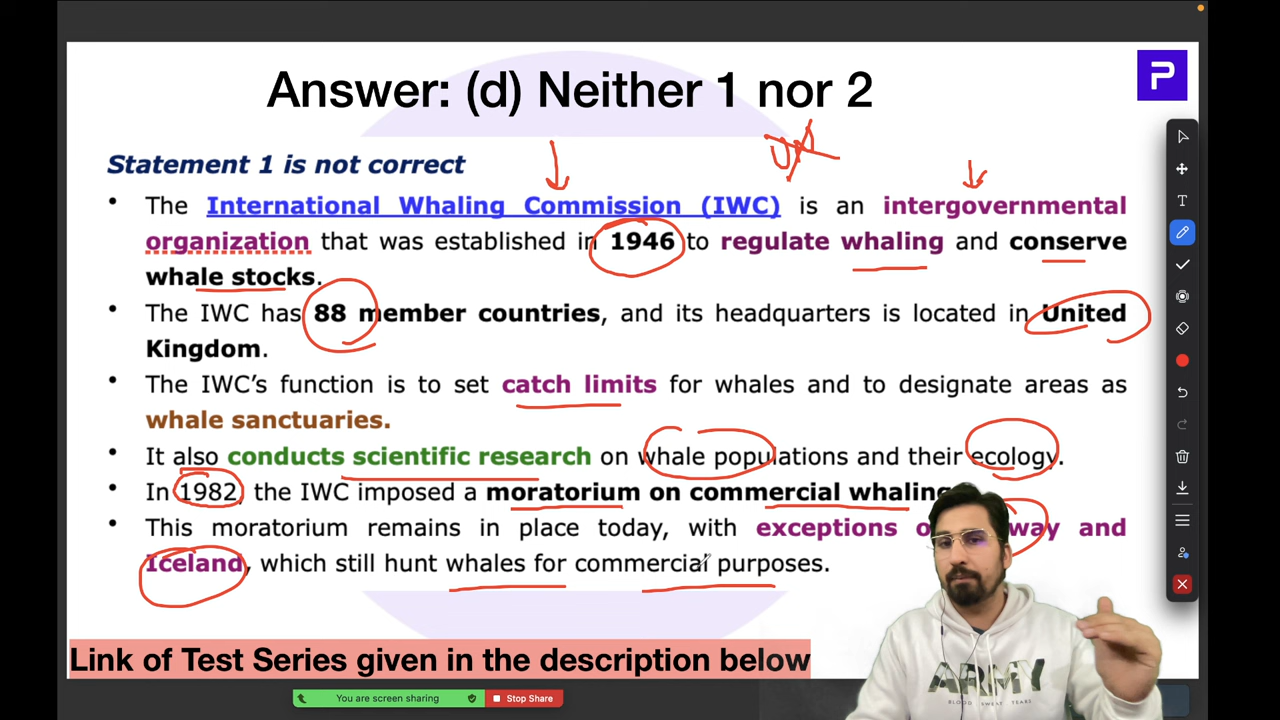 Answer: (d) Neither 1 nor 2
P
Statement 1 is not correct
UN
• The International Whaling Commission (IWC) is an intergovernmental
organization that was established in 1946 to regulate whaling and conserve
whale stocks.
• The IWC has 88 member countries, and its headquarters is located in United
Kingdom.
• The IWC’s function is to set catch limits for whales and to designate areas as
whale sanctuaries.
• It also conducts scientific research on whale populations and their ecology.
• In 1982, the IWC imposed a moratorium on commercial whaling
• This moratorium remains in place today, with exceptions way and
Iceland, which still hunt whales for commercial purposes.
Link of Test Series given in the description below
You are screen sharing
Stop Share
T
ARMY
BLOOD SWEAT TEARS